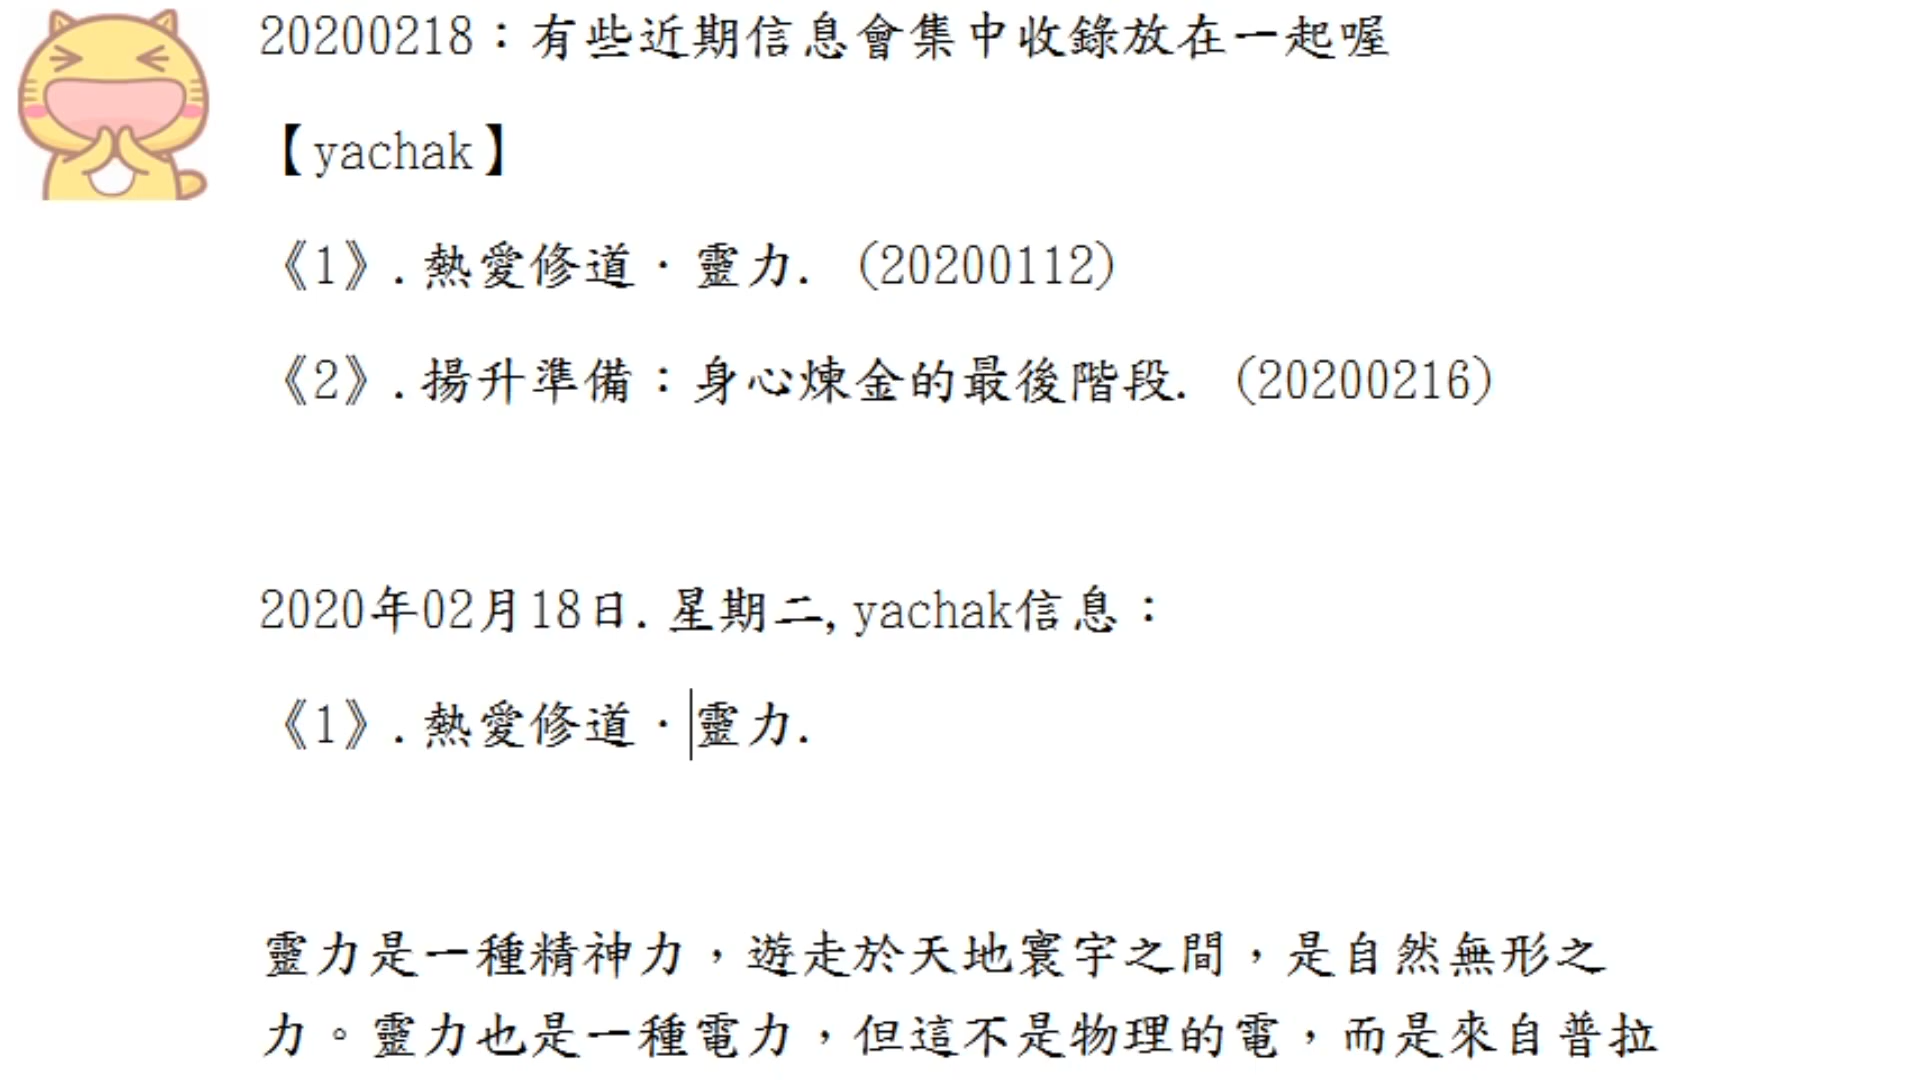 20200218：有些近期信息會集中收錄放在一起喔
【yachak】
《1》.熱愛修道．靈力. (20200112)
《2》.揚升準備：身心煉金的最後階段. (20200216)
2020年02月18日.星期二,yachak信息：
《1》.熱愛修道．靈力.
靈力是一種精神力，遊走於天地寰宇之間，是自然無形之
力。靈力也是一種電力，但這不是物理的電，而是來自普拉